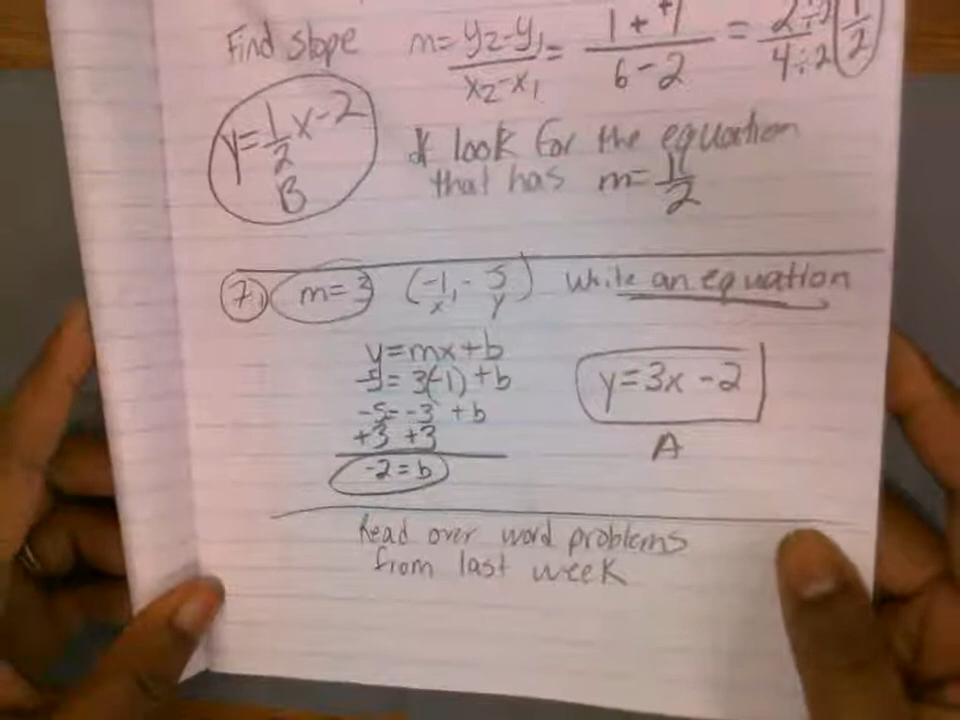 Find slope m = y2-y1 / x2-x1 = 1 + +1 / 6-2 = 2÷2 / 4÷2 1/2
y=1/2x-2
B
* look for the equation
that has m=1/2
7. m=3 (-1, -5) write an equation
x y
y=mx+b
-5=3(-1)+b
-5=-3+b
+3 +3
-2=b
y=3x-2
A
Read over word problems
from last week